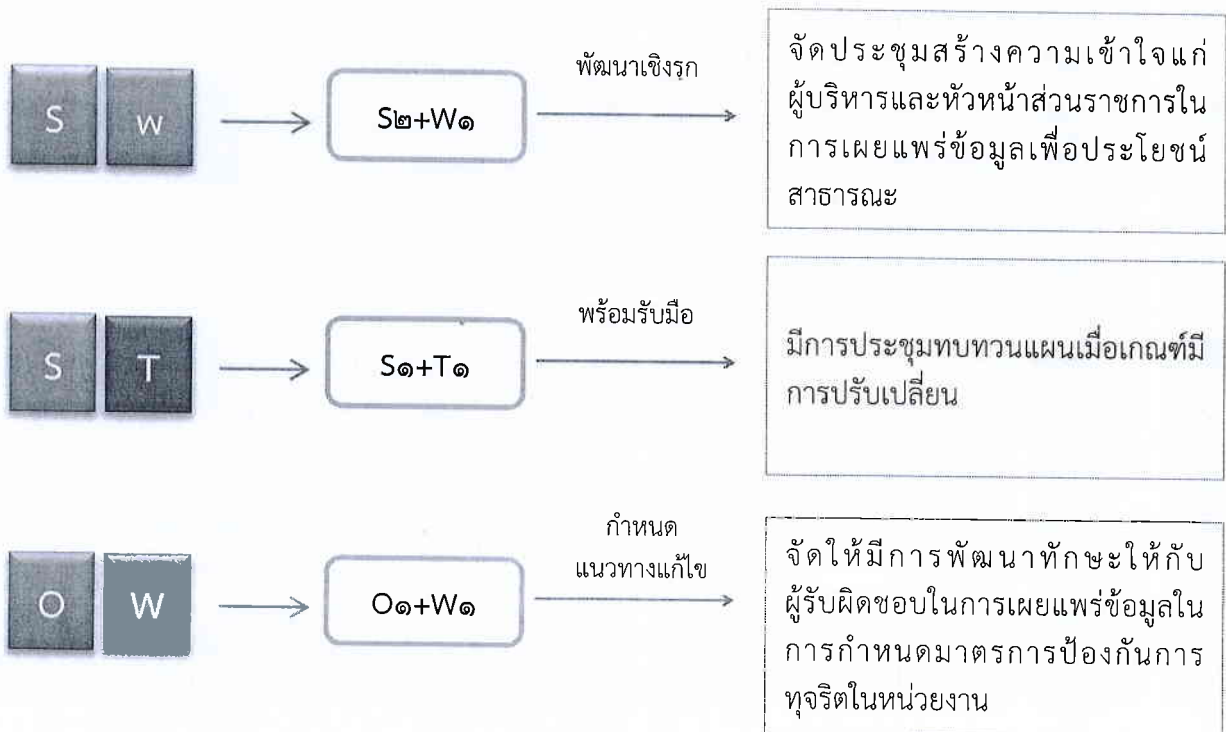 S w
S๒+W๑
พัฒนาเชิงรุก
จัดประชุมสร้างความเข้าใจแก่
ผู้บริหารและหัวหน้าส่วนราชการใน
การเผยแพร่ข้อมูลเพื่อประโยชน์
สาธารณะ
S T
S๑+T๑
พร้อมรับมือ
มีการประชุมทบทวนแผนเมื่อเกณฑ์มี
การปรับเปลี่ยน
O W
O๑+W๑
กำหนด
แนวทางแก้ไข
จัดให้มีการพัฒนาทักษะให้กับ
ผู้รับผิดชอบในการเผยแพร่ข้อมูลใน
การกำหนดมาตรการป้องกันการ
ทุจริตในหน่วยงาน